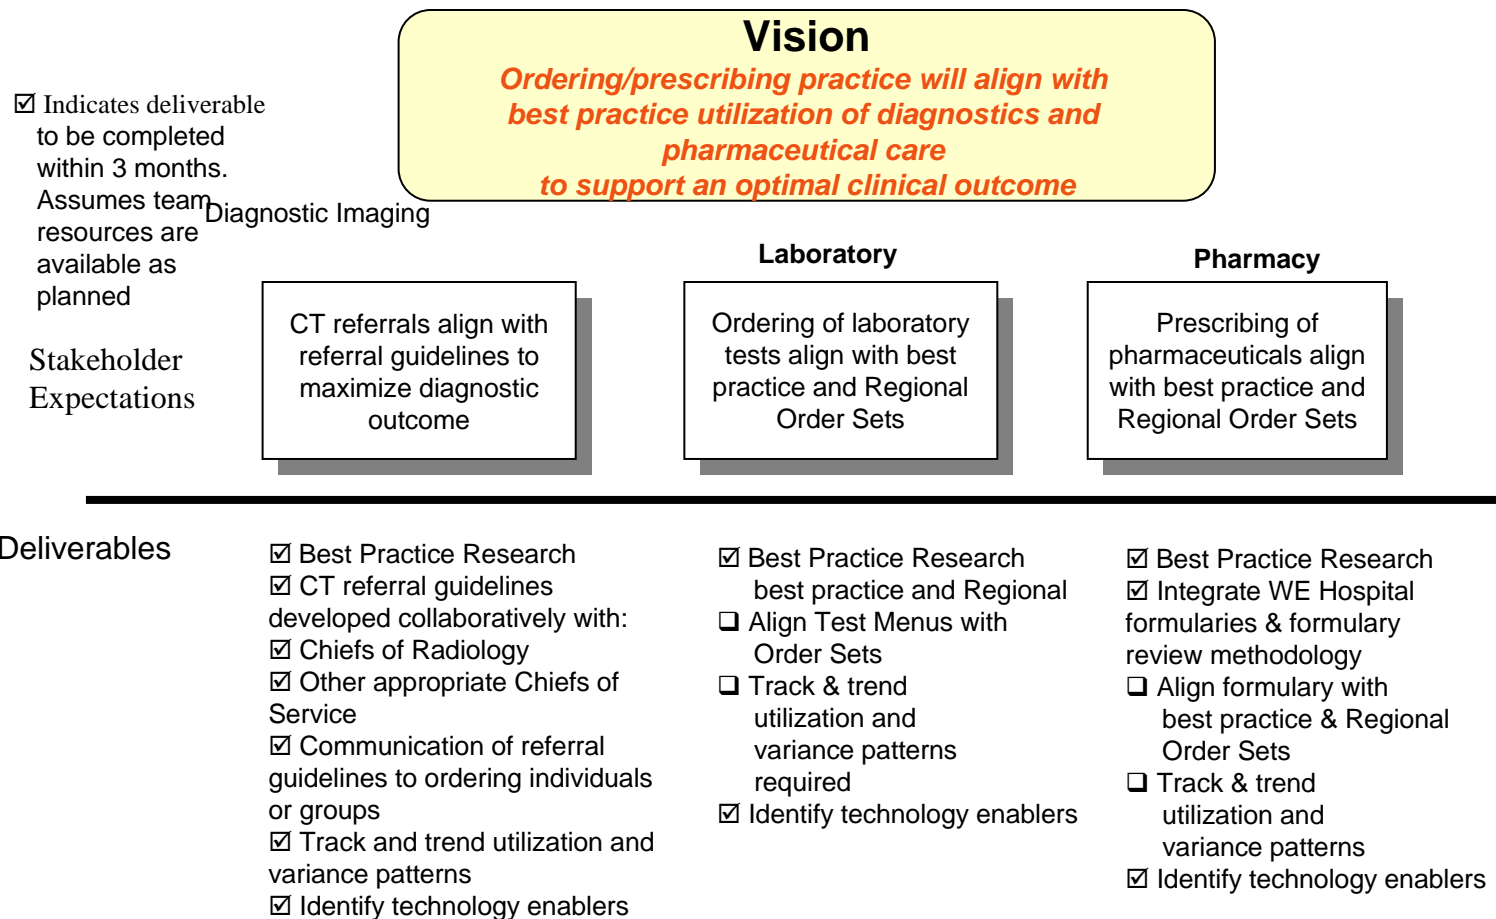 Vision
Ordering/prescribing practice will align with
best practice utilization of diagnostics and
pharmaceutical care
to support an optimal clinical outcome
☑ Indicates deliverable
to be completed
within 3 months.
Assumes team
resources are
available as
planned
Diagnostic Imaging
Laboratory
Pharmacy
Stakeholder
Expectations
CT referrals align with
referral guidelines to
maximize diagnostic
outcome
Ordering of laboratory
tests align with best
practice and Regional
Order Sets
Prescribing of
pharmaceuticals align
with best practice and
Regional Order Sets
Deliverables
☑ Best Practice Research
☑ CT referral guidelines
developed collaboratively with:
☑ Chiefs of Radiology
☑ Other appropriate Chiefs of
Service
☑ Communication of referral
guidelines to ordering individuals
or groups
☑ Track and trend utilization and
variance patterns
☑ Identify technology enablers
☑ Best Practice Research
best practice and Regional
❑ Align Test Menus with
Order Sets
❑ Track & trend
utilization and
variance patterns
required
☑ Identify technology enablers
☑ Best Practice Research
☑ Integrate WE Hospital
formularies & formulary
review methodology
❑ Align formulary with
best practice & Regional
Order Sets
❑ Track & trend
utilization and
variance patterns
☑ Identify technology enablers